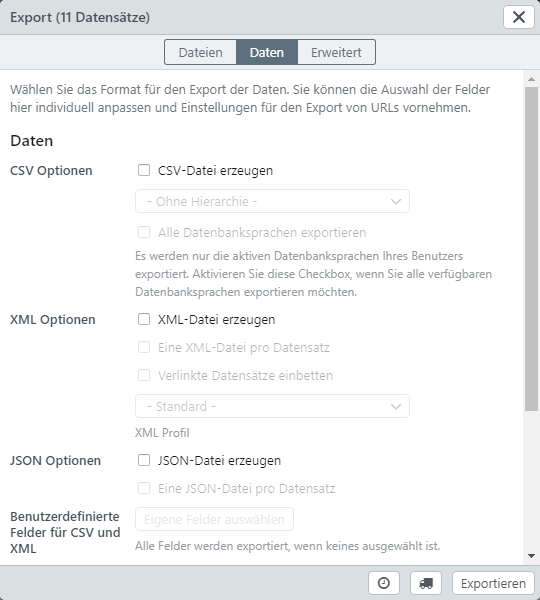 Export (11 Datensätze)
Dateien
Daten
Erweitert
Wählen Sie das Format für den Export der Daten. Sie können die Auswahl der Felder
hier individuell anpassen und Einstellungen für den Export von URLs vornehmen.
Daten
CSV Optionen
CSV-Datei erzeugen
- Ohne Hierarchie -
Alle Datenbanksprachen exportieren
Es werden nur die aktiven Datenbanksprachen Ihres Benutzers
exportiert. Aktivieren Sie diese Checkbox, wenn Sie alle verfügbaren
Datenbanksprachen exportieren möchten.
XML Optionen
XML-Datei erzeugen
Eine XML-Datei pro Datensatz
Verlinkte Datensätze einbetten
- Standard -
XML Profil
JSON Optionen
JSON-Datei erzeugen
Eine JSON-Datei pro Datensatz
Benutzerdefinierte
Felder für CSV und
XML
Eigene Felder auswählen
Alle Felder werden exportiert, wenn keines ausgewählt ist.
Exportieren